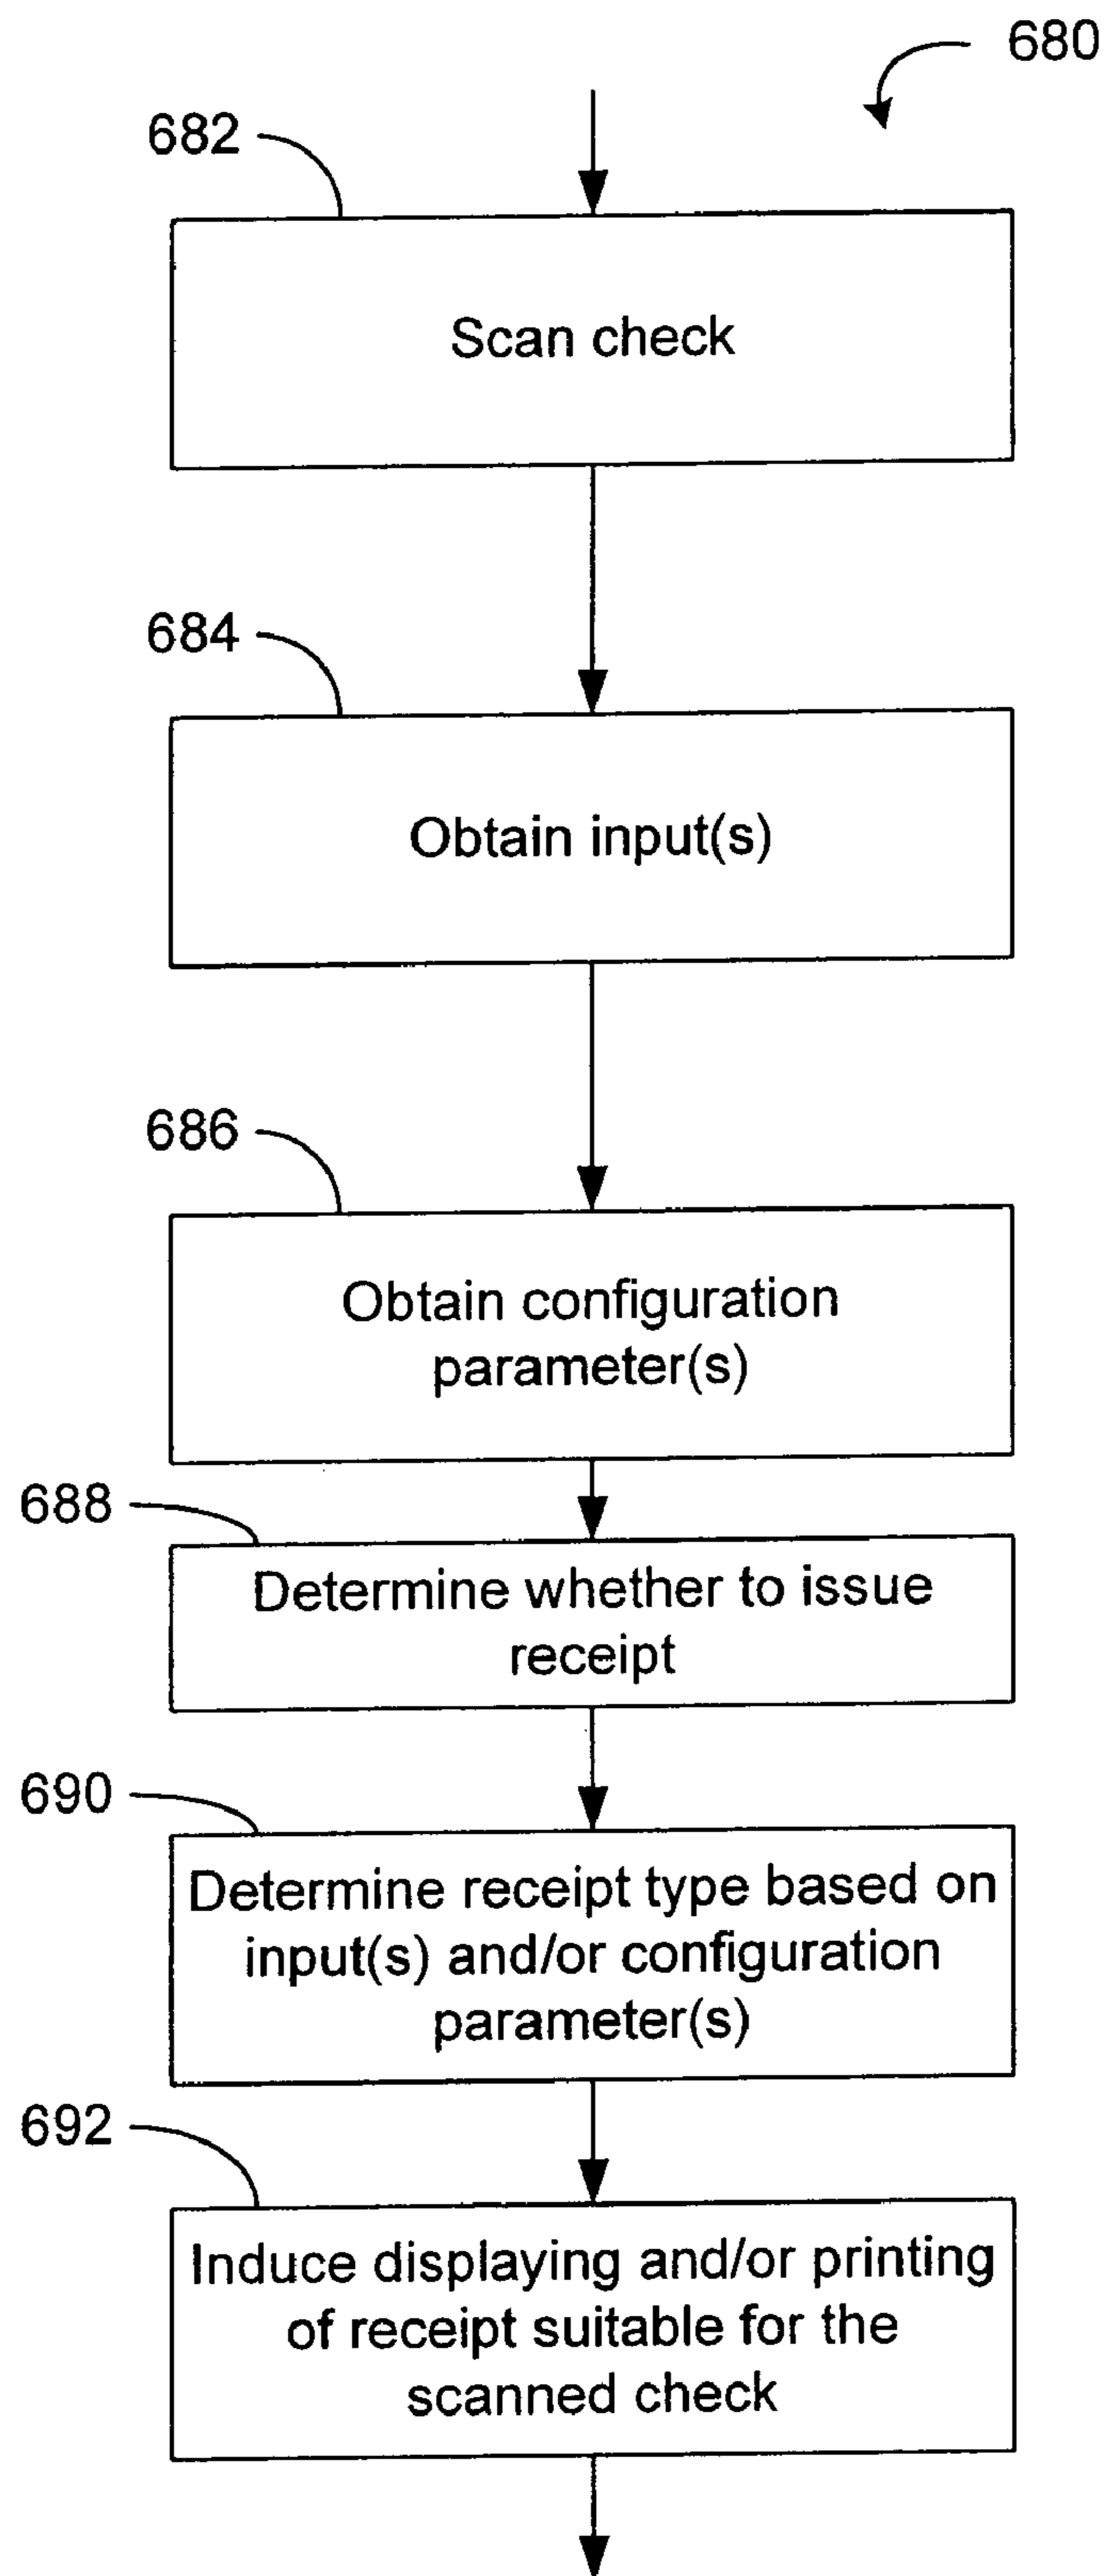 680
682
Scan check
684
Obtain input(s)
686
Obtain configuration
parameter(s)
688
Determine whether to issue
receipt
690
Determine receipt type based on
input(s) and/or configuration
parameter(s)
692
Induce displaying and/or printing
of receipt suitable for the
scanned check